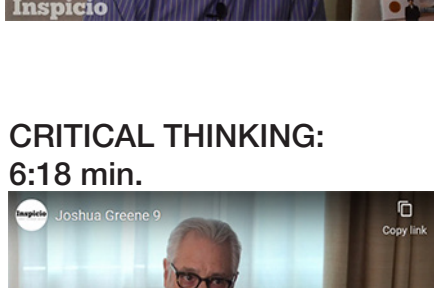 Inspicio
CRITICAL THINKING:
6:18 min.
Inspicio
Joshua Greene 9
Copy link